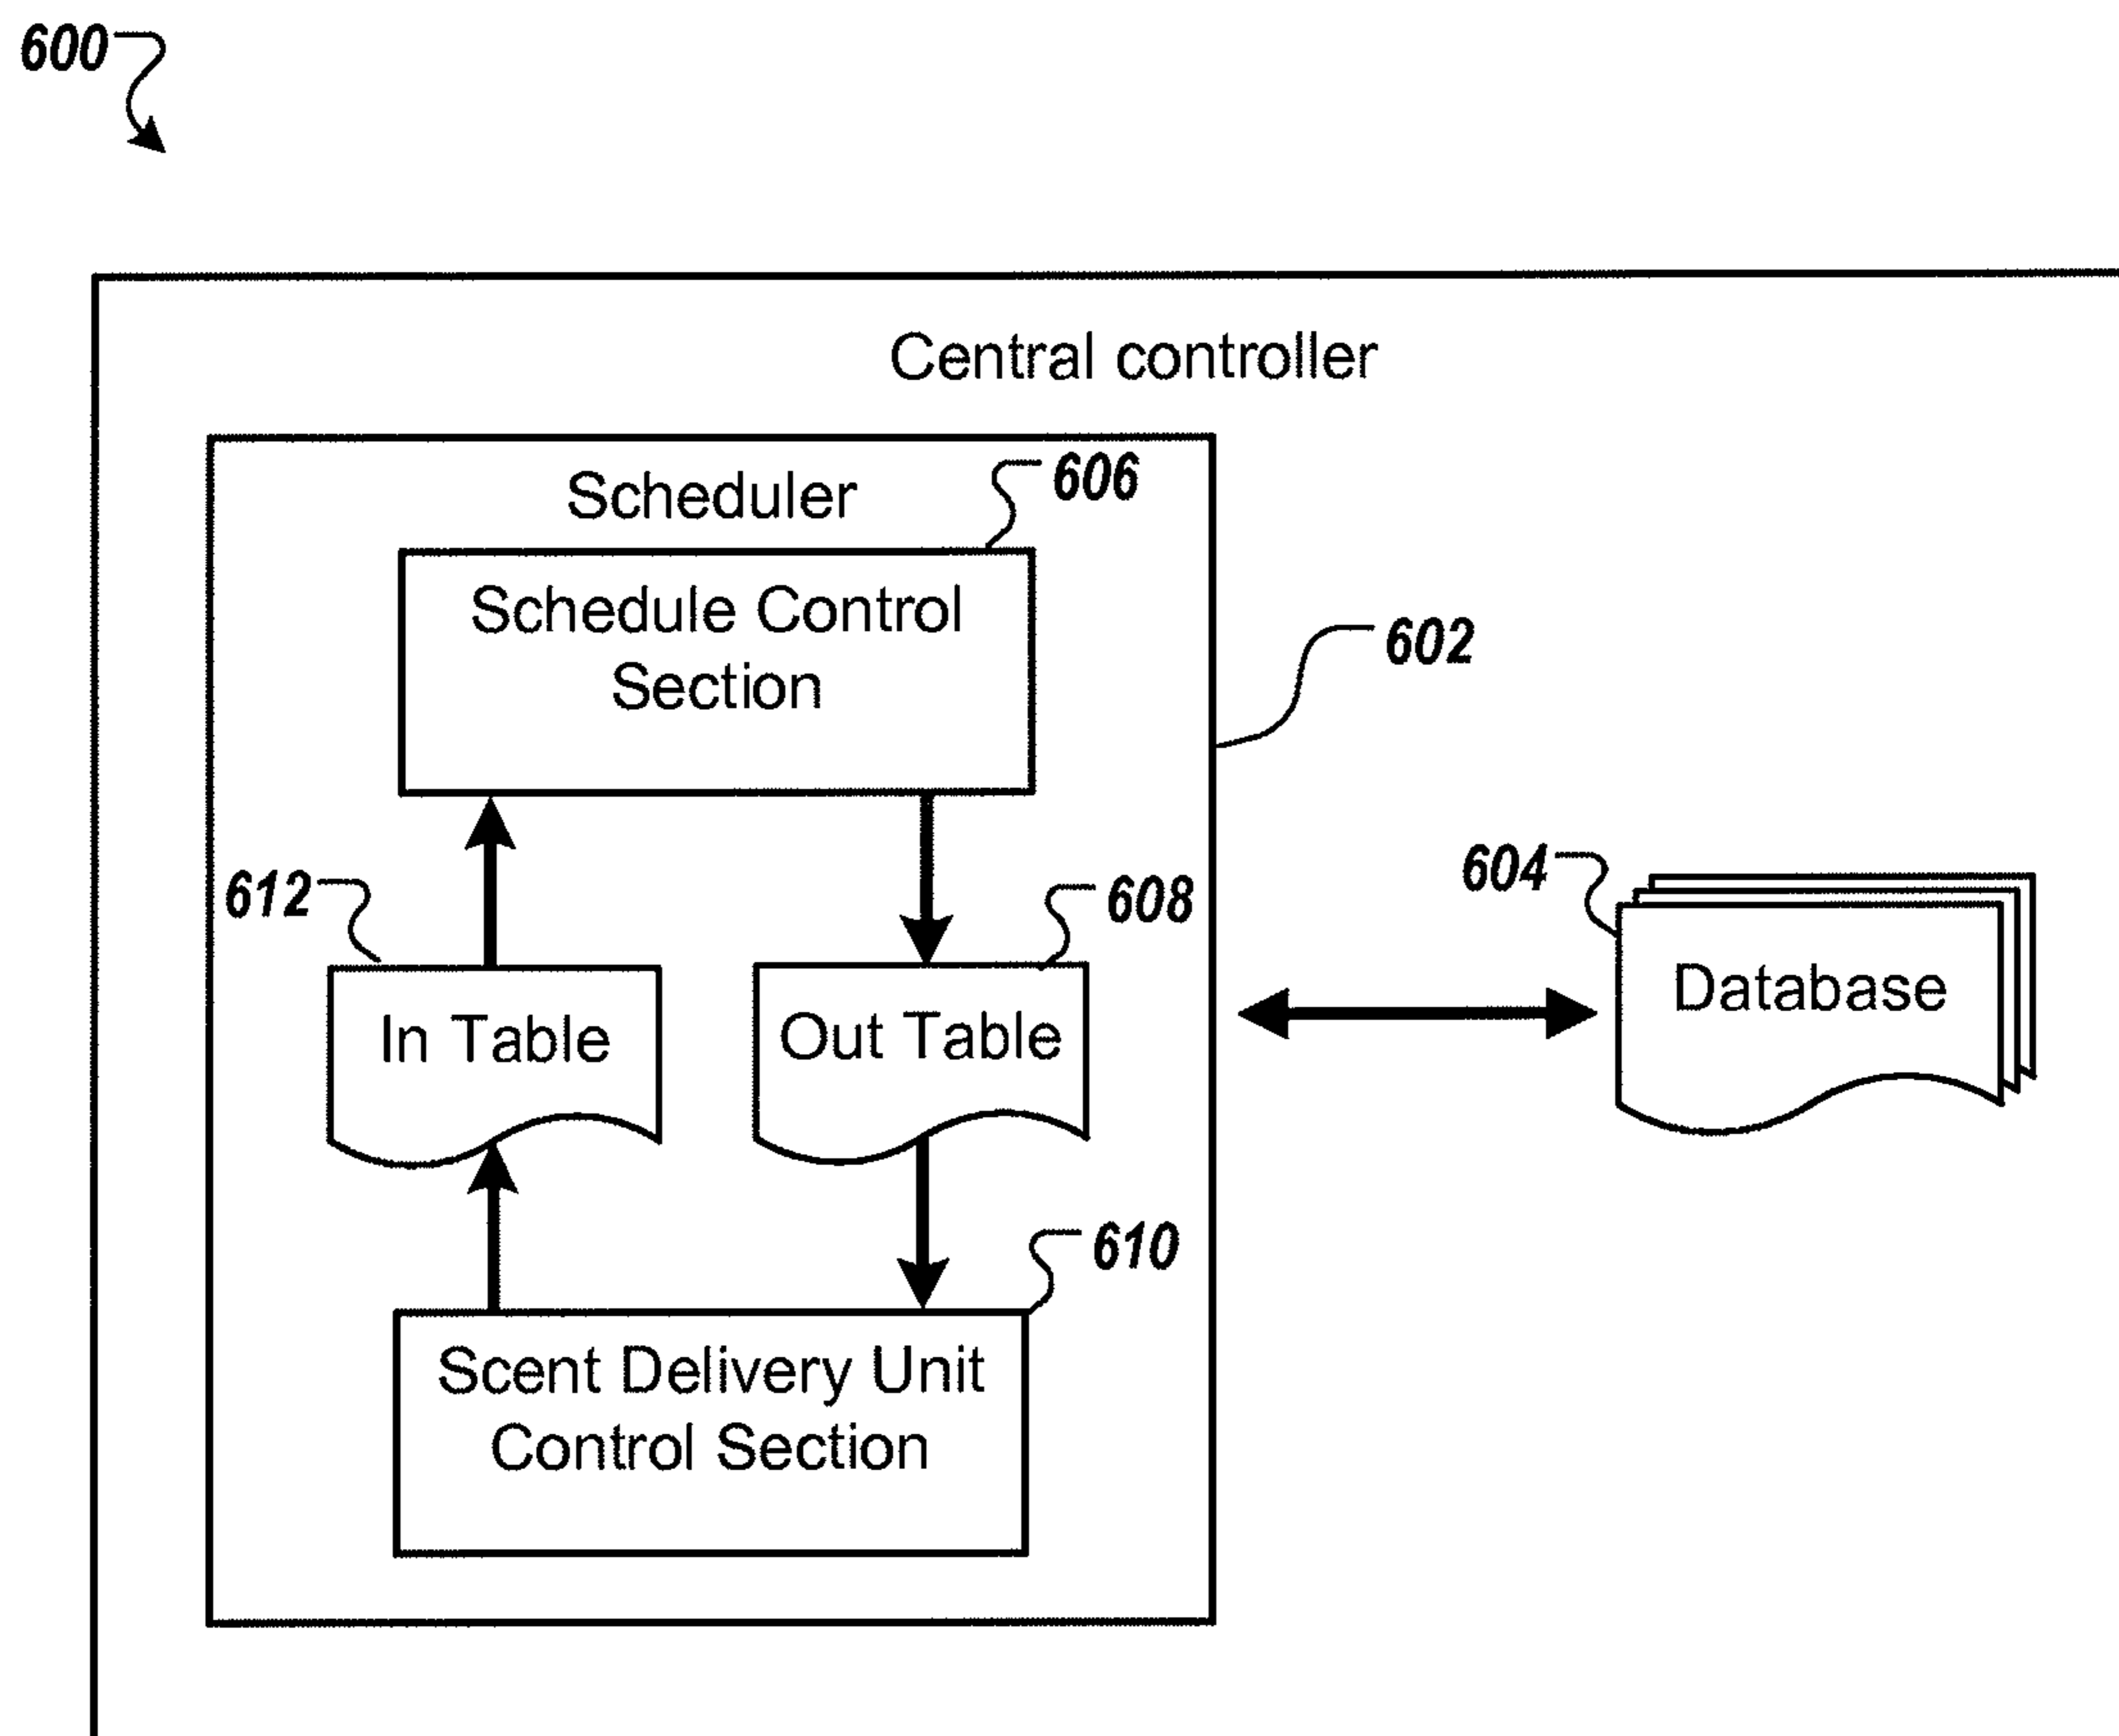 600
Central controller
Scheduler
606
Schedule Control
Section
602
612
608
604
In Table
Out Table
Database
610
Scent Delivery Unit
Control Section